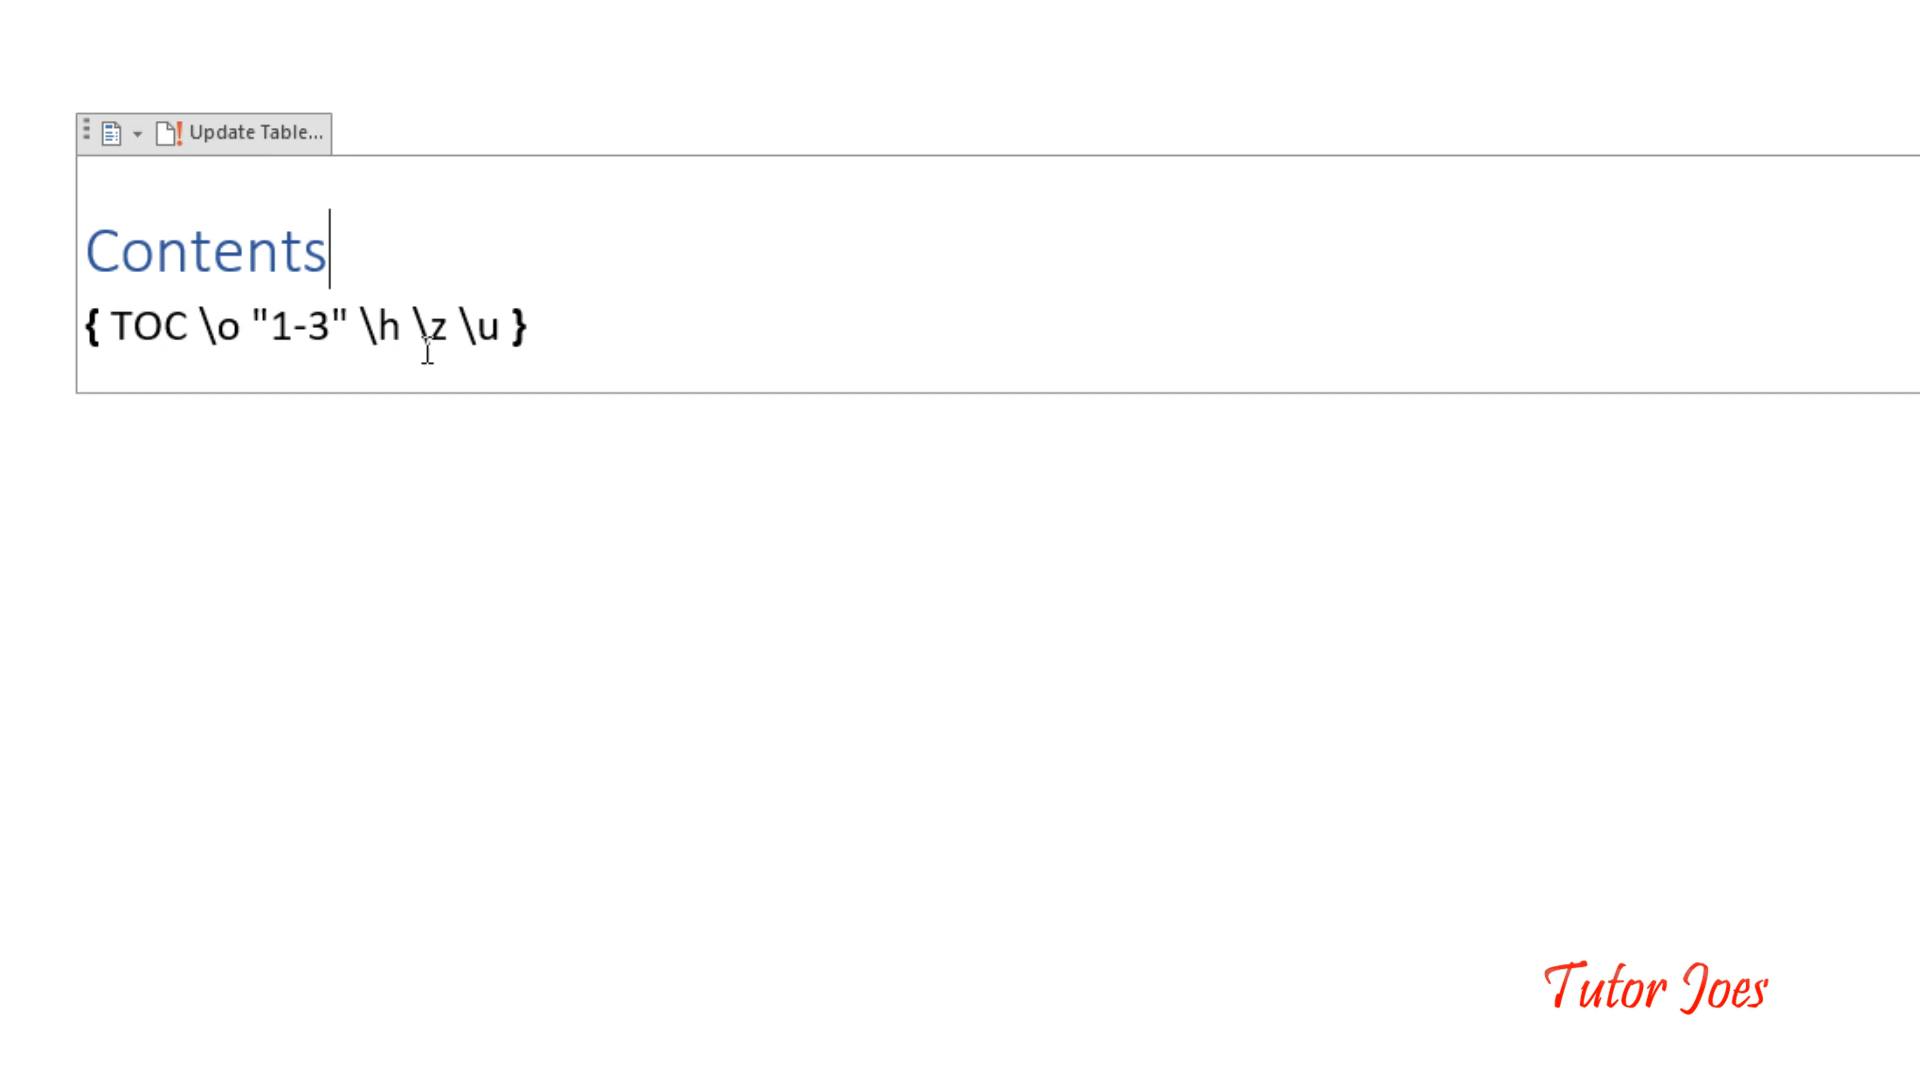 Update Table...
Contents
{ TOC \o "1-3" \h \z \u }
Tutor Joes